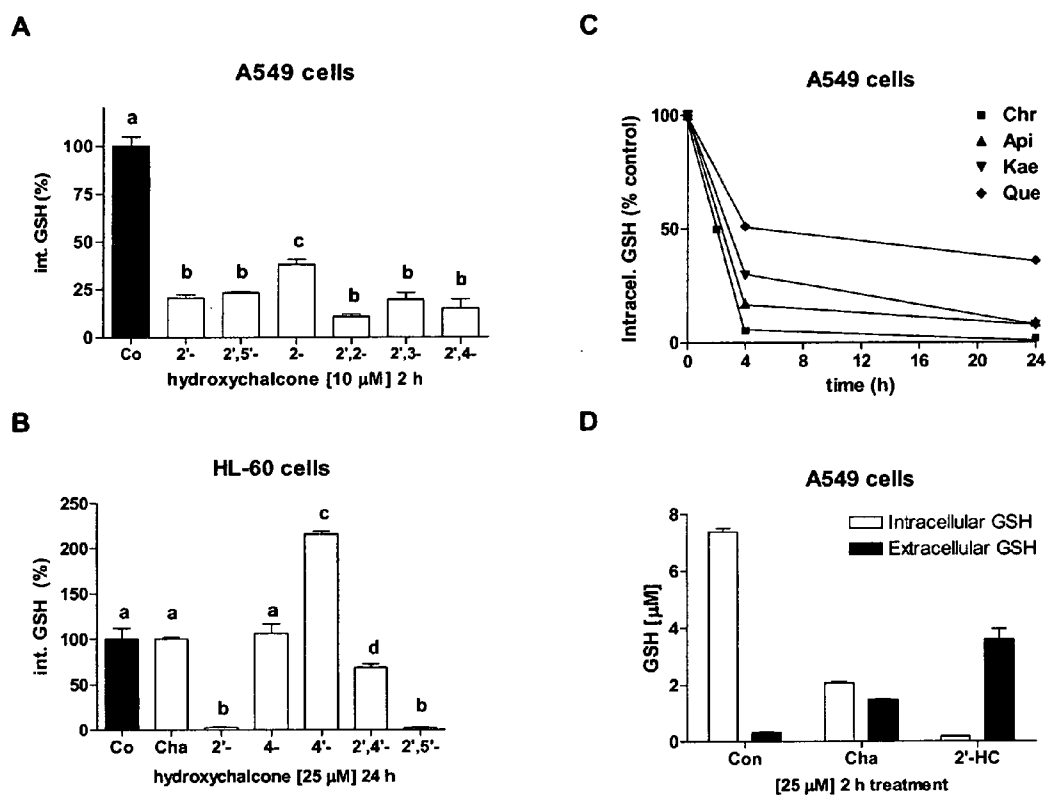 A
A549 cells
int. GSH (%)
100
75
50
25
0
a
b
b
c
b
b
b
Co 2'- 2',5'- 2- 2',2- 2',3- 2',4-
hydroxychalcone [10 µM] 2 h
B
HL-60 cells
int. GSH (%)
250
200
150
100
50
0
a
a
b
a
c
d
b
Co Cha 2'- 4- 4'- 2',4'- 2',5'-
hydroxychalcone [25 µM] 24 h
C
A549 cells
Intracel. GSH (% control)
100
50
0
Chr
Api
Kae
Que
0 4 8 12 16 20 24
time (h)
D
A549 cells
GSH [µM]
8
6
4
2
0
Intracellular GSH
Extracellular GSH
Con Cha 2'-HC
[25 µM] 2 h treatment